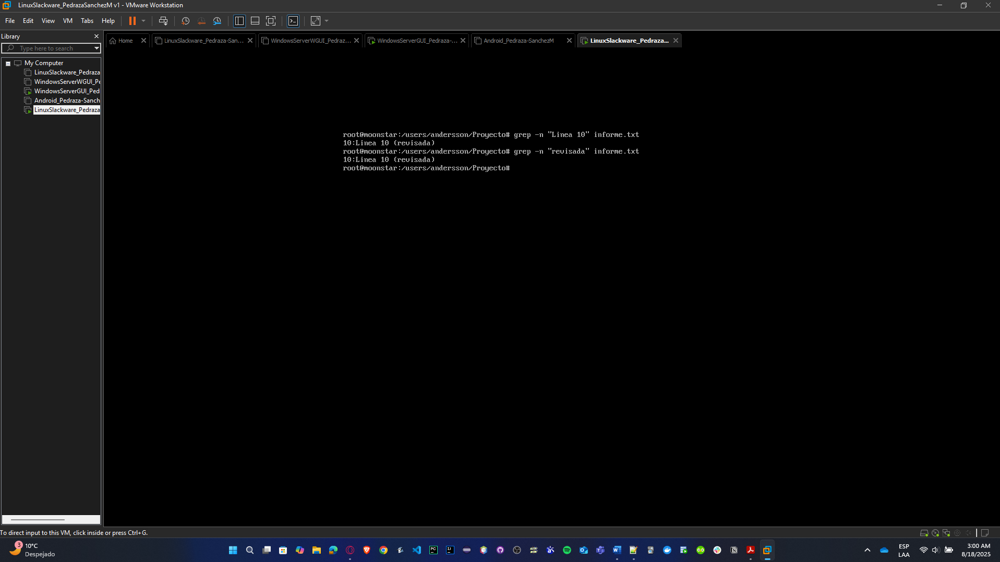 LinuxSlackware_PedrazaSanchezM v1 - VMware Workstation
File Edit View VM Tabs Help
Library
Type here to search
My Computer
LinuxSlackware_Pedraza
WindowsServerWGUI_Pe
WindowsServerGUI_Ped
Android_Pedraza-Sanch
LinuxSlackware_Pedraza
Home LinuxSlackware_Pedraza-San... WindowsServerWGUI_Pedraz... WindowsServerGUI_Pedraza-... Android_Pedraza-SanchezM LinuxSlackware_Pedraza...
root@moonstar:/users/andersson/Proyecto# grep -n "Linea 10" informe.txt
10:Linea 10 (revisada)
root@moonstar:/users/andersson/Proyecto# grep -n "revisada" informe.txt
10:Linea 10 (revisada)
root@moonstar:/users/andersson/Proyecto#
To direct input to this VM, click inside or press Ctrl+G.
3
10°C
Despejado
ESP
LAA
3:00 AM
8/18/2025